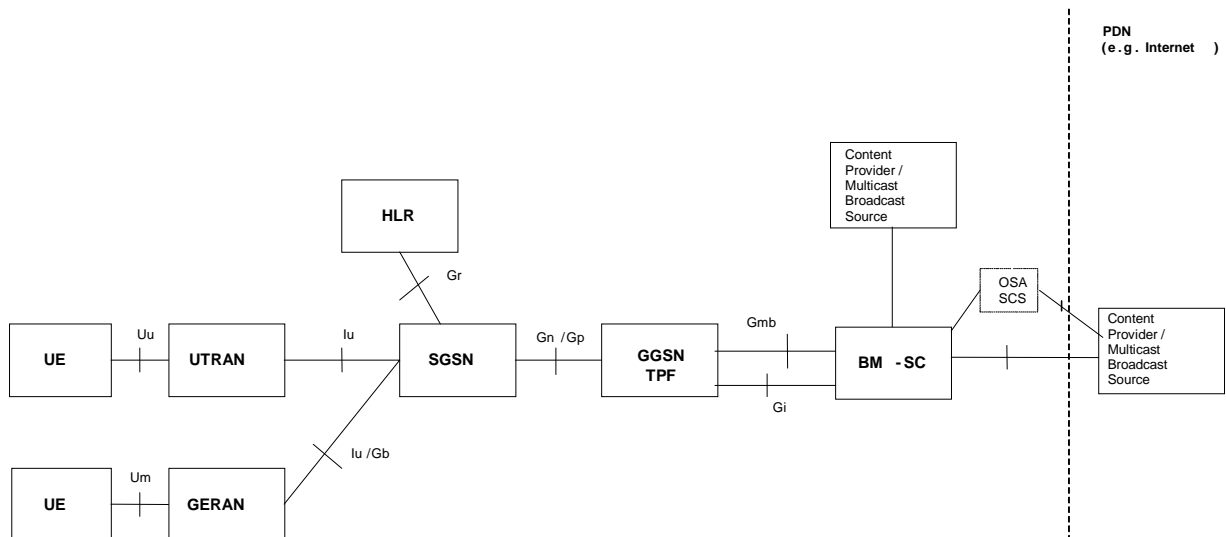 PDN
(e.g. Internet )
Content
Provider /
Multicast
Broadcast
Source
HLR
Gr
OSA
SCS
Uu
Iu
Gn /Gp
Gmb
Content
Provider /
Multicast
Broadcast
Source
UE
UTRAN
SGSN
GGSN
TPF
BM - SC
Gi
Iu /Gb
Um
UE
GERAN